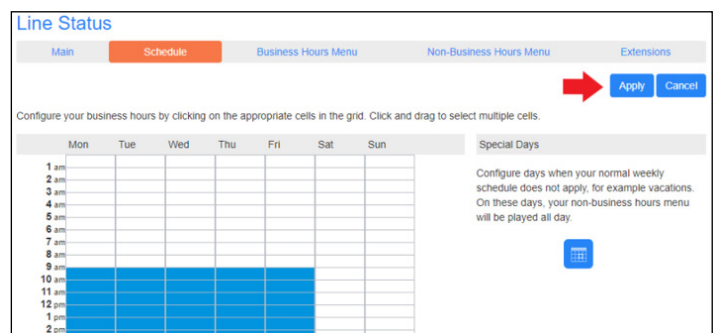 Line Status
Main Schedule Business Hours Menu Non-Business Hours Menu Extensions
Apply Cancel
Configure your business hours by clicking on the appropriate cells in the grid. Click and drag to select multiple cells.
Mon Tue Wed Thu Fri Sat Sun
1 am
2 am
3 am
4 am
5 am
6 am
7 am
8 am
9 am
10 am
11 am
12 pm
1 pm
2 pm
Special Days
Configure days when your normal weekly
schedule does not apply, for example vacations.
On these days, your non-business hours menu
will be played all day.